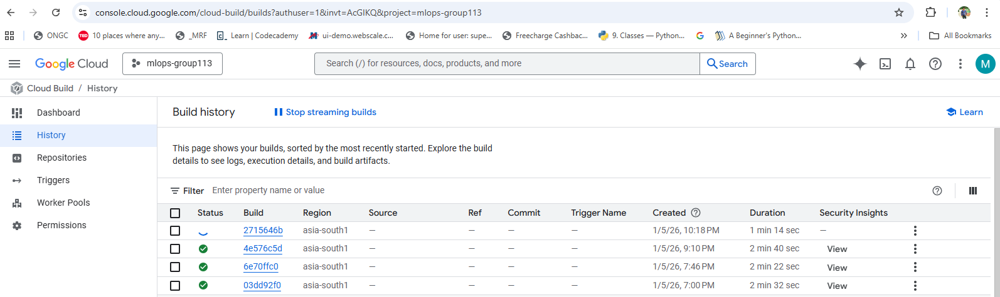 console.cloud.google.com/cloud-build/builds?authuser=1&invt=AcGIKQ&project=mlops-group113
ONGC TED 10 places where any... _MRF Learn | Codecademy ui-demo.webscale.c... Home for user: supe... Freecharge Cashbac... 9. Classes — Python... A Beginner's Python... » All Bookmarks
Google Cloud mlops-group113 Search (/) for resources, docs, products, and more Search M
Cloud Build / History
Dashboard
History
Repositories
Triggers
Worker Pools
Permissions
Build history Stop streaming builds Learn
This page shows your builds, sorted by the most recently started. Explore the build
details to see logs, execution details, and build artifacts.
Filter Enter property name or value
Status Build Region Source Ref Commit Trigger Name Created Duration Security Insights
2715646b asia-south1 — — — — 1/5/26, 10:18 PM 1 min 14 sec —
4e576c5d asia-south1 — — — — 1/5/26, 9:10 PM 2 min 40 sec View
6e70ffc0 asia-south1 — — — — 1/5/26, 7:46 PM 2 min 22 sec View
03dd92f0 asia-south1 — — — — 1/5/26, 7:00 PM 2 min 32 sec View